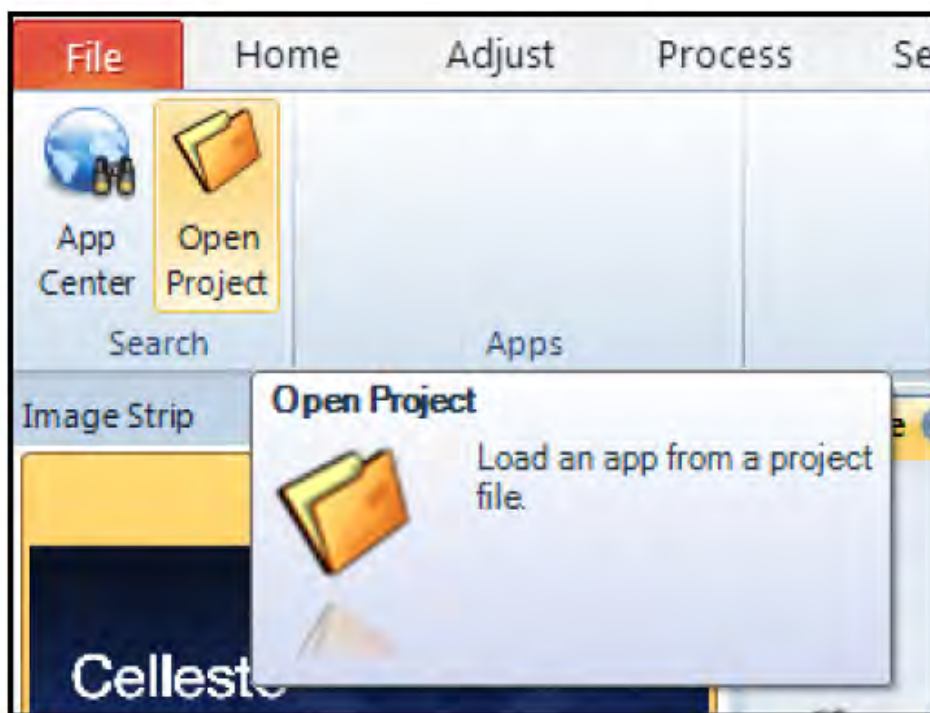 File Home Adjust Process Se
App Center
Open Project
Search
Apps
Image Strip
Open Project
Load an app from a project
file.
Celleste